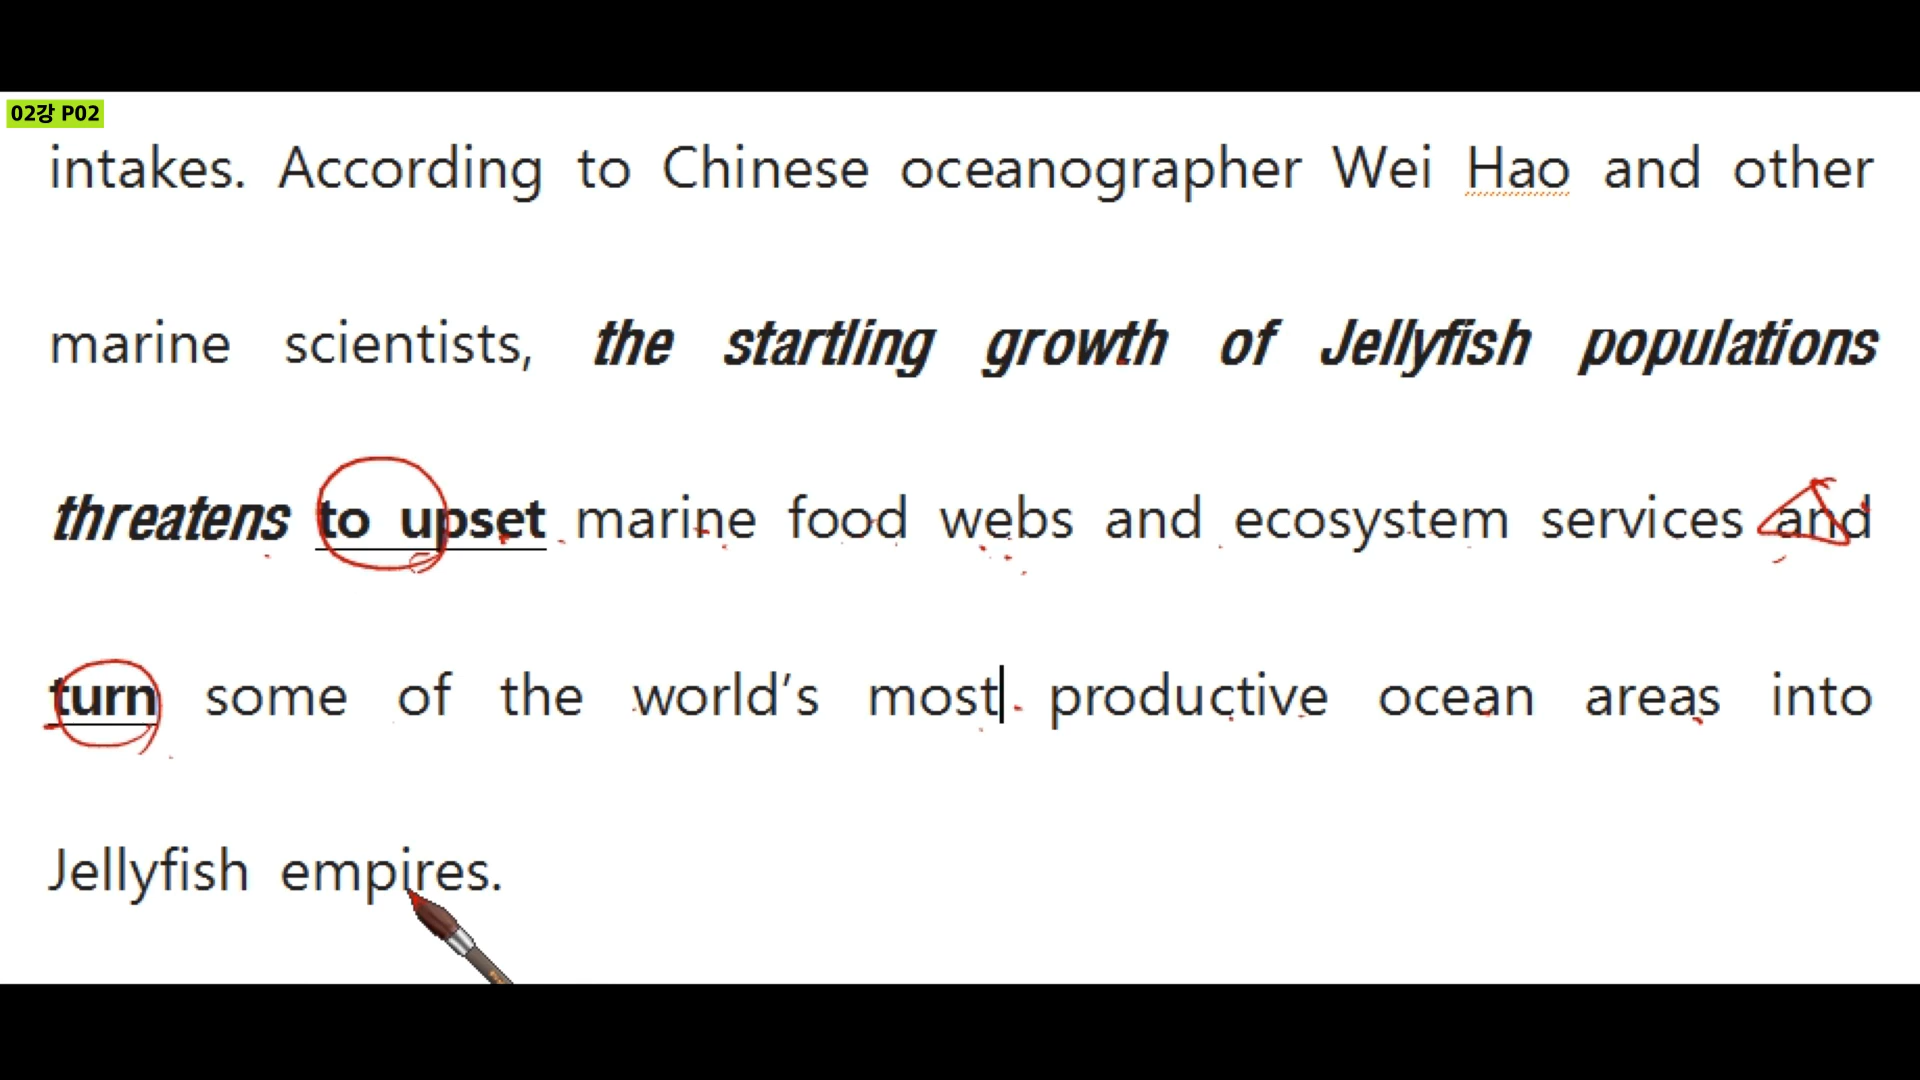 02강 P02
intakes. According to Chinese oceanographer Wei Hao and other
marine scientists, the startling growth of Jellyfish populations
threatens to upset marine food webs and ecosystem services and
turn some of the world’s most productive ocean areas into
Jellyfish empires.